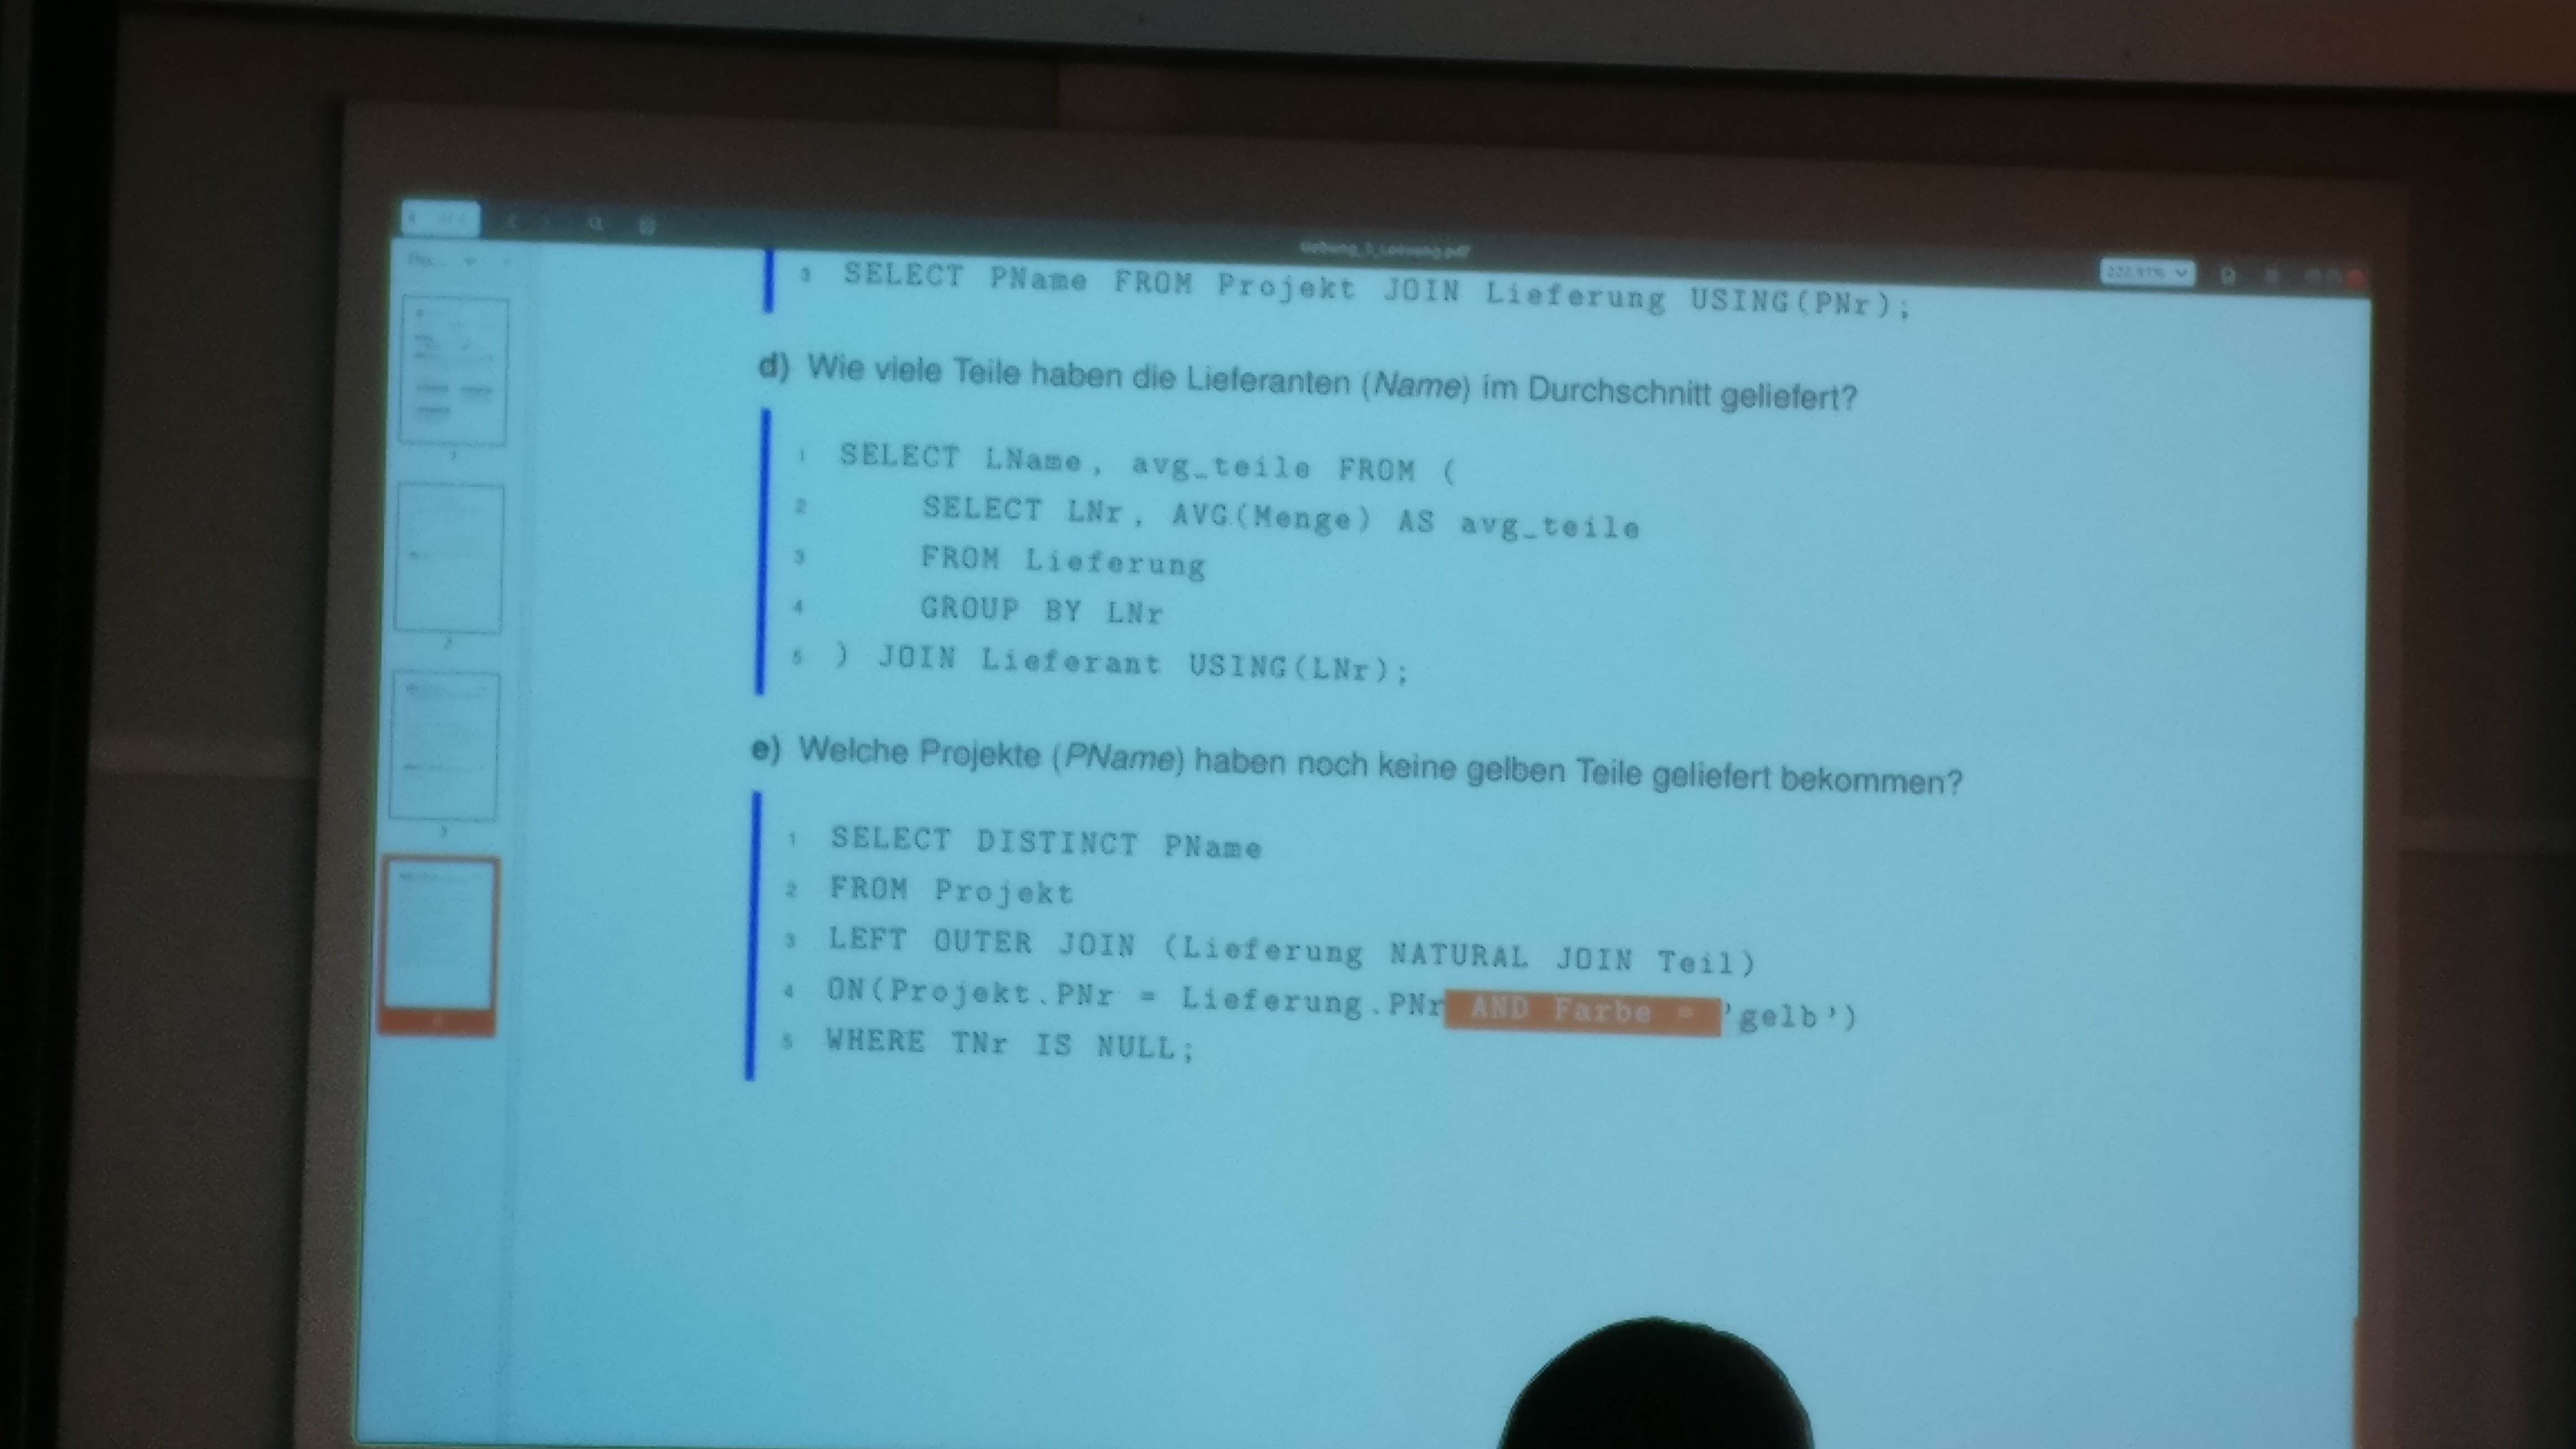 3 SELECT PName FROM Projekt JOIN Lieferung USING(PNr);
d) Wie viele Teile haben die Lieferanten (Name) im Durchschnitt geliefert?
1 SELECT LName, avg_teile FROM (
2 SELECT LNr, AVG(Menge) AS avg_teile
3 FROM Lieferung
4 GROUP BY LNr
5 ) JOIN Lieferant USING(LNr);
e) Welche Projekte (PName) haben noch keine gelben Teile geliefert bekommen?
1 SELECT DISTINCT PName
2 FROM Projekt
3 LEFT OUTER JOIN (Lieferung NATURAL JOIN Teil)
4 ON(Projekt.PNr = Lieferung.PNr AND Farbe = 'gelb')
5 WHERE TNr IS NULL;
1
2
3